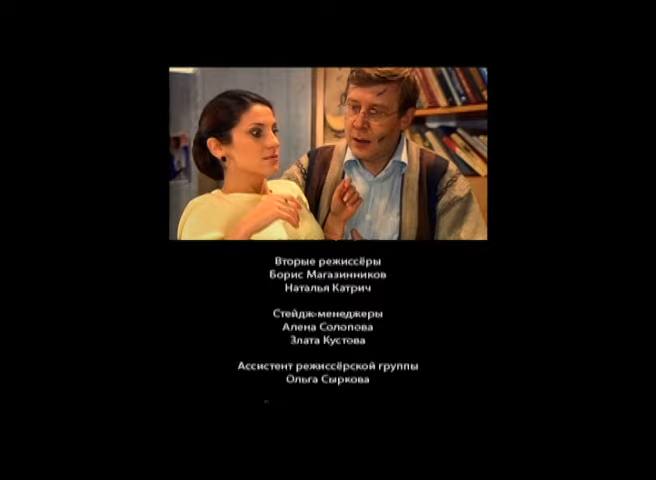 Вторые режиссёры
Борис Магазинников
Наталья Катрич
Стейдж-менеджеры
Алена Солопова
Злата Кустова
Ассистент режиссёрской группы
Ольга Сыркова